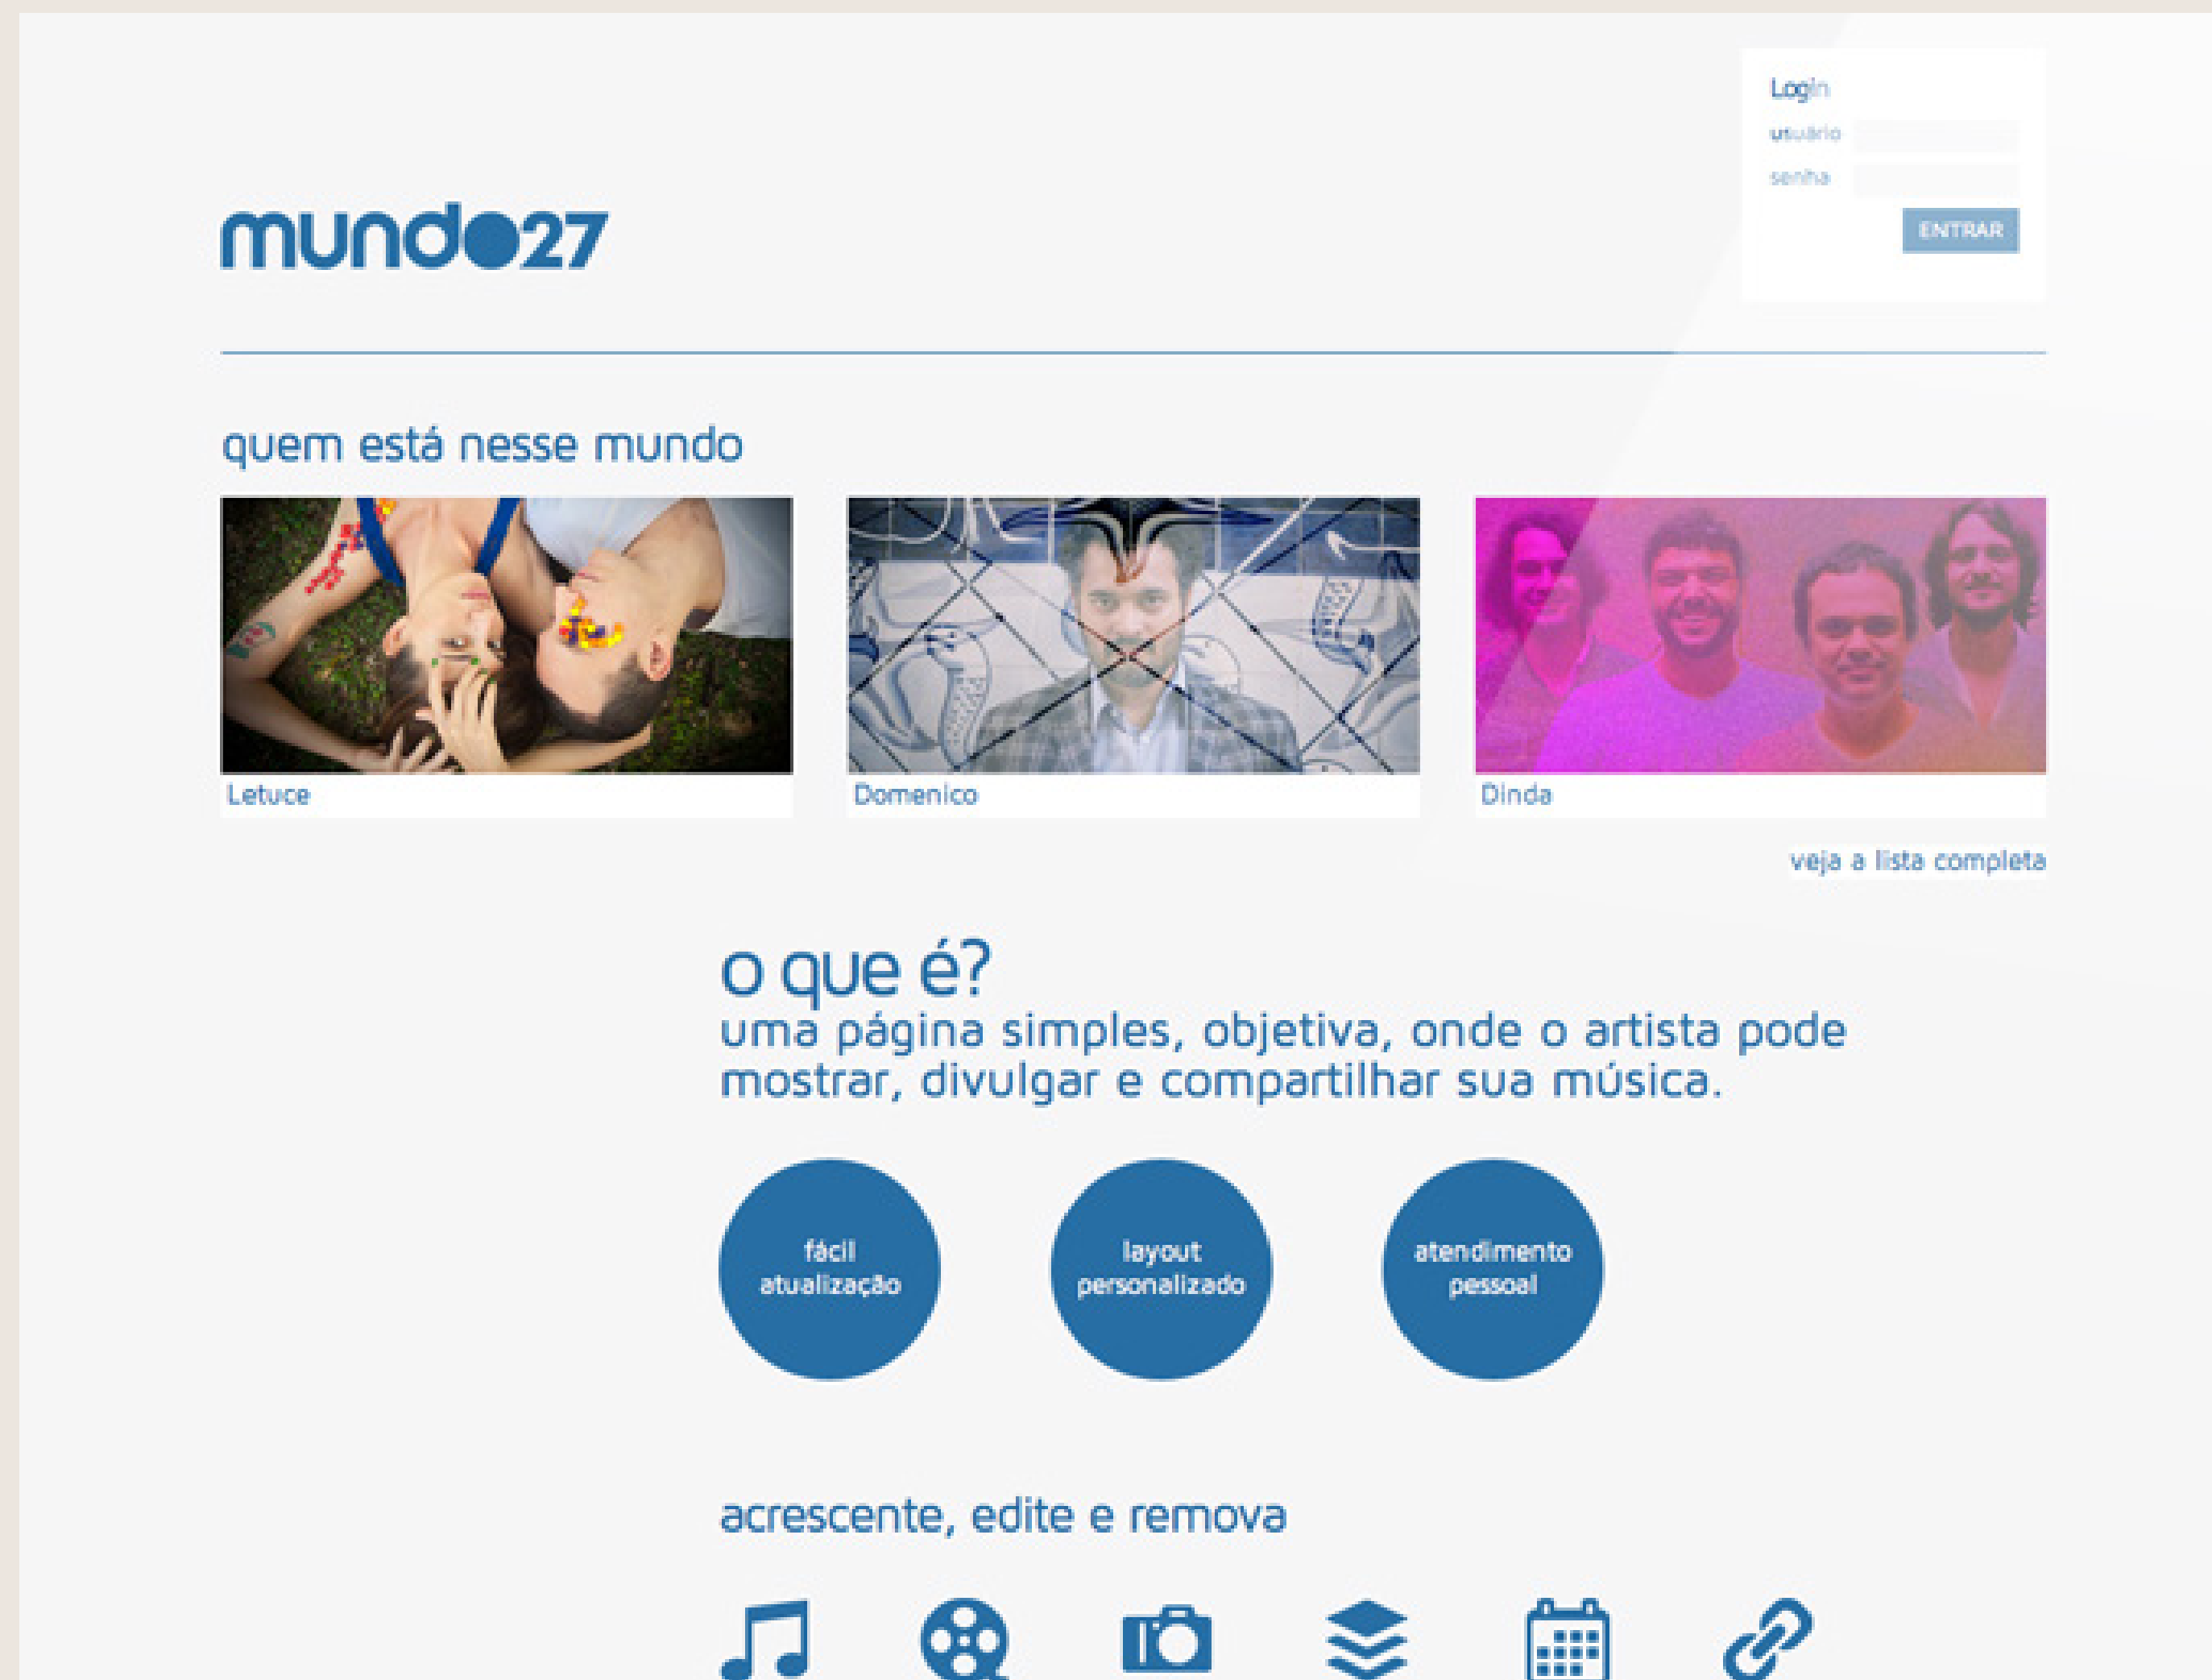 Login
usuário
senha
ENTRAR
mundo27
quem está nesse mundo
Letuce
Domenico
Dinda
veja a lista completa
o que é?
uma página simples, objetiva, onde o artista pode
mostrar, divulgar e compartilhar sua música.
fácil
atualização
layout
personalizado
atendimento
pessoal
acrescente, edite e remova